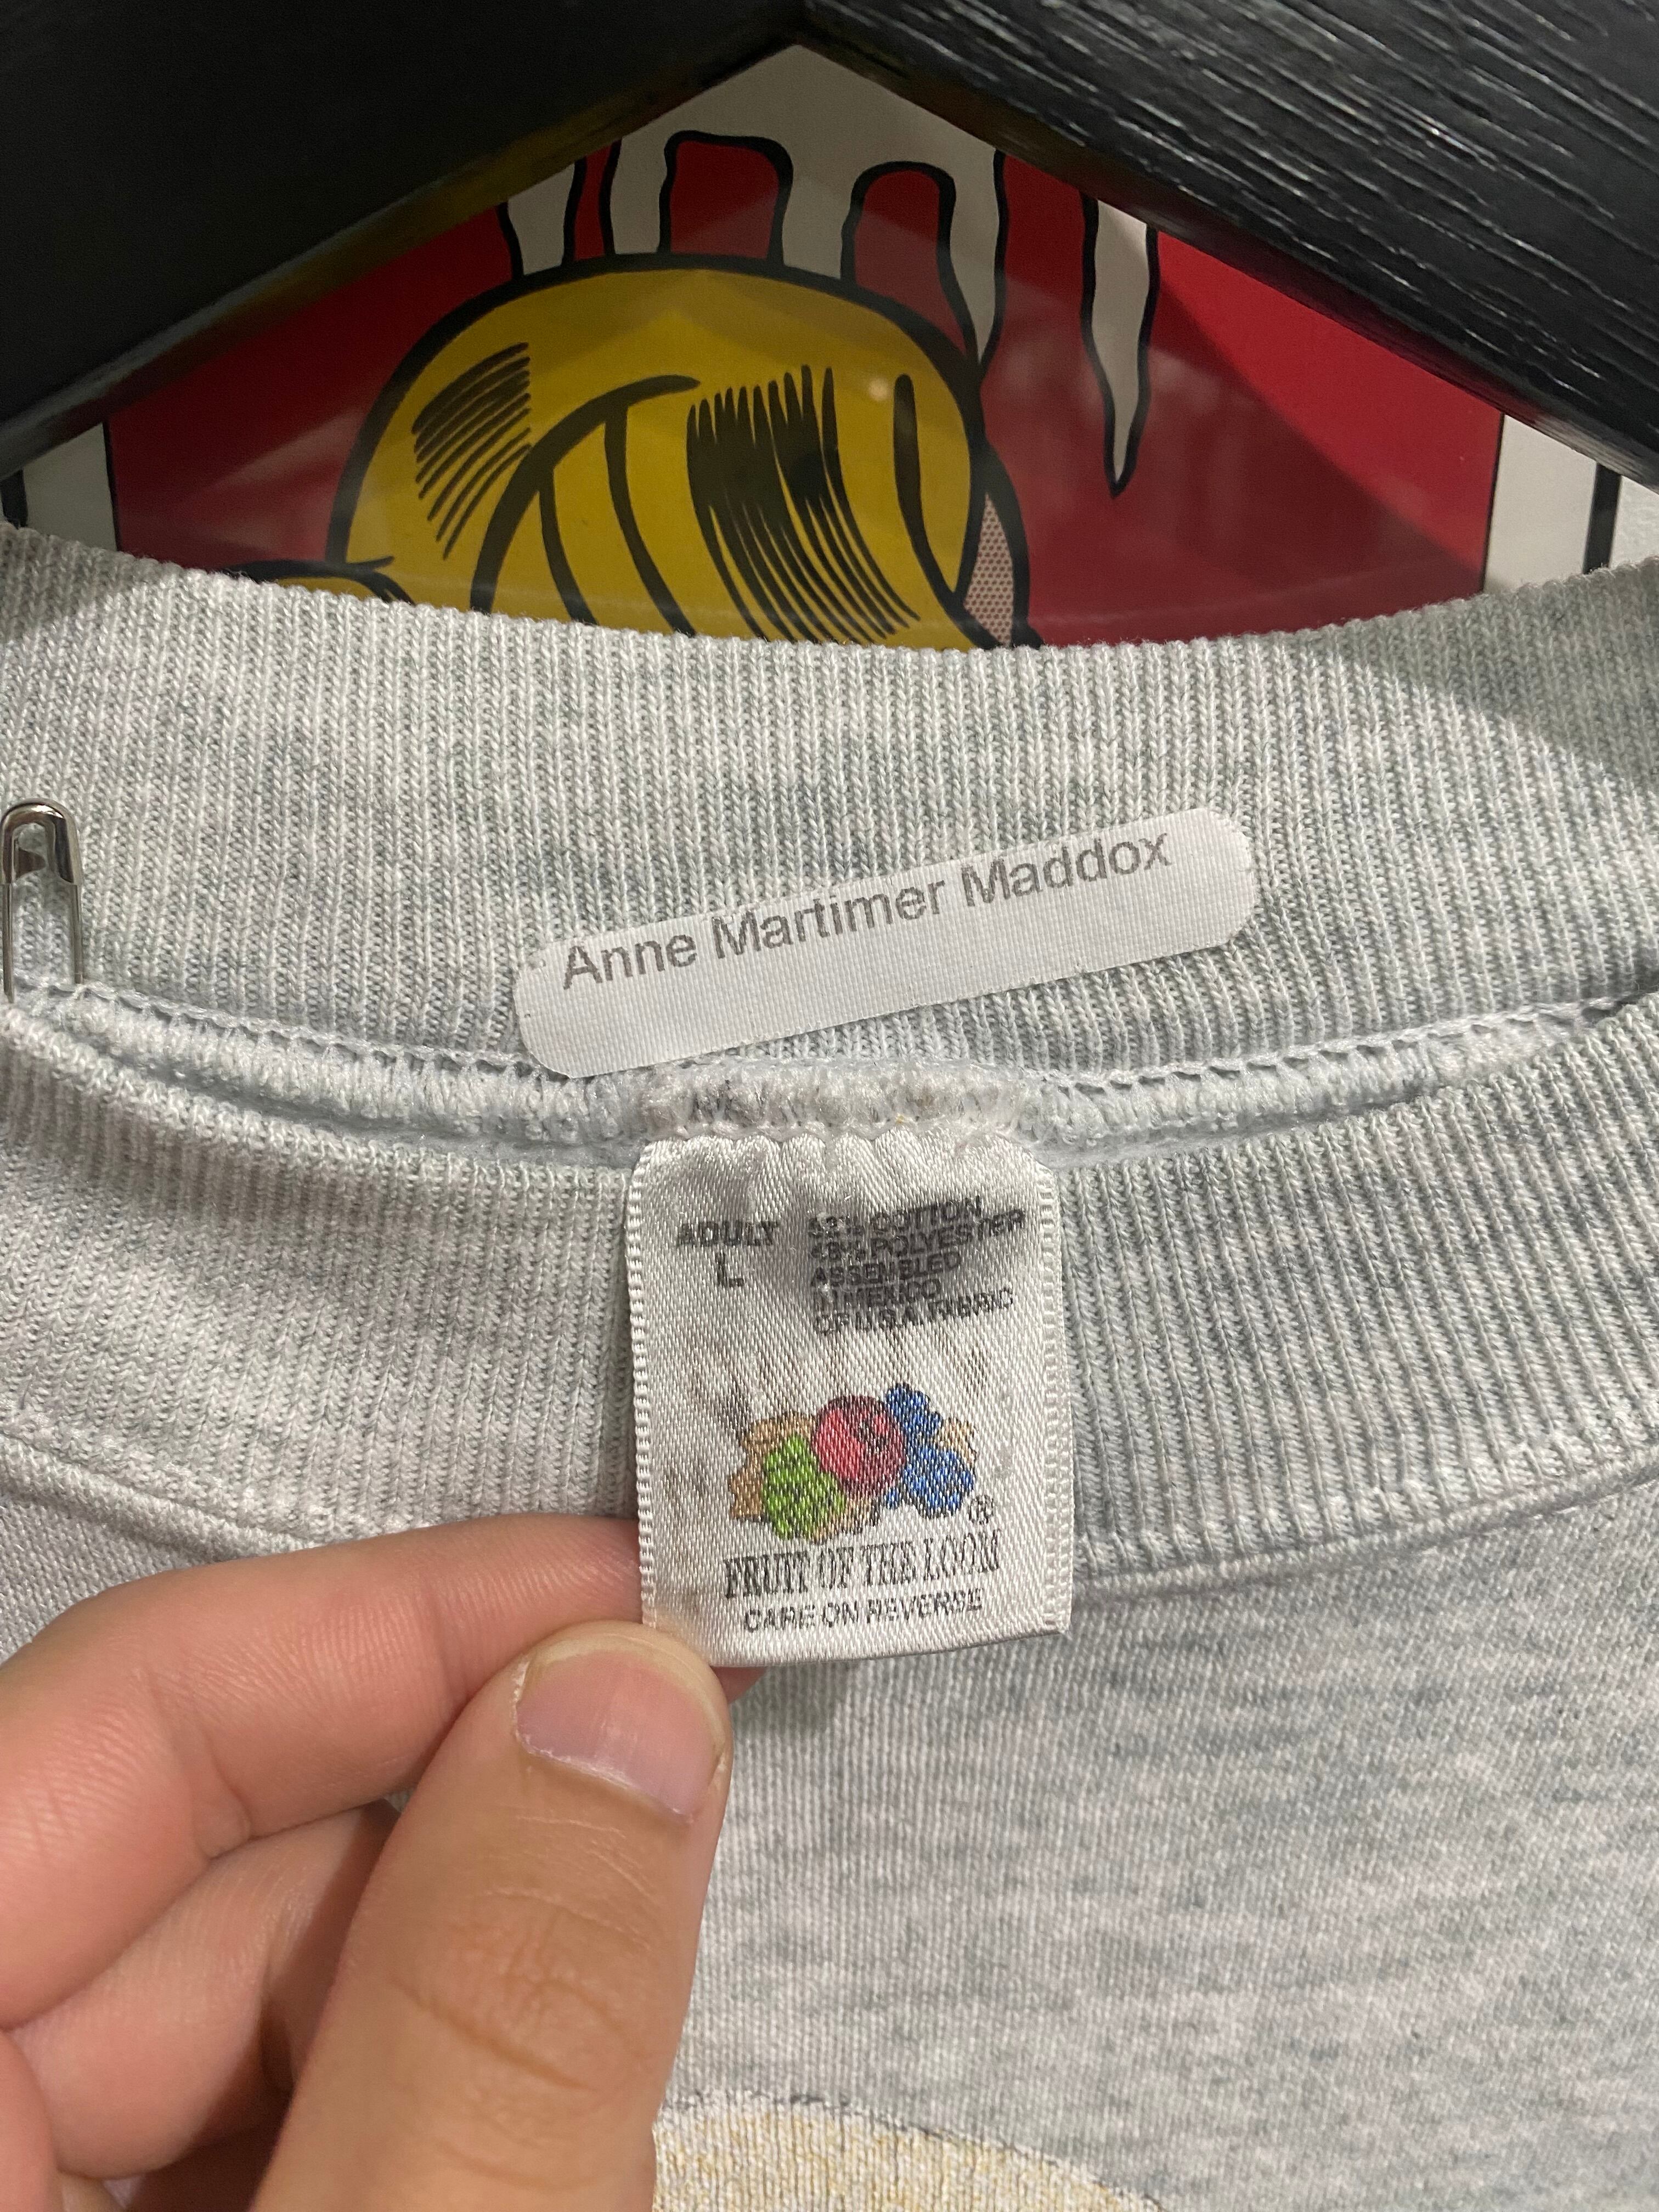 Anne Martimer Maddox
ADULT
L
52% COTTON
48% POLYESTER
ASSEMBLED
IN MEXICO
OF U.S.A. FABRIC
®
FRUIT OF THE LOOM
CARE ON REVERSE